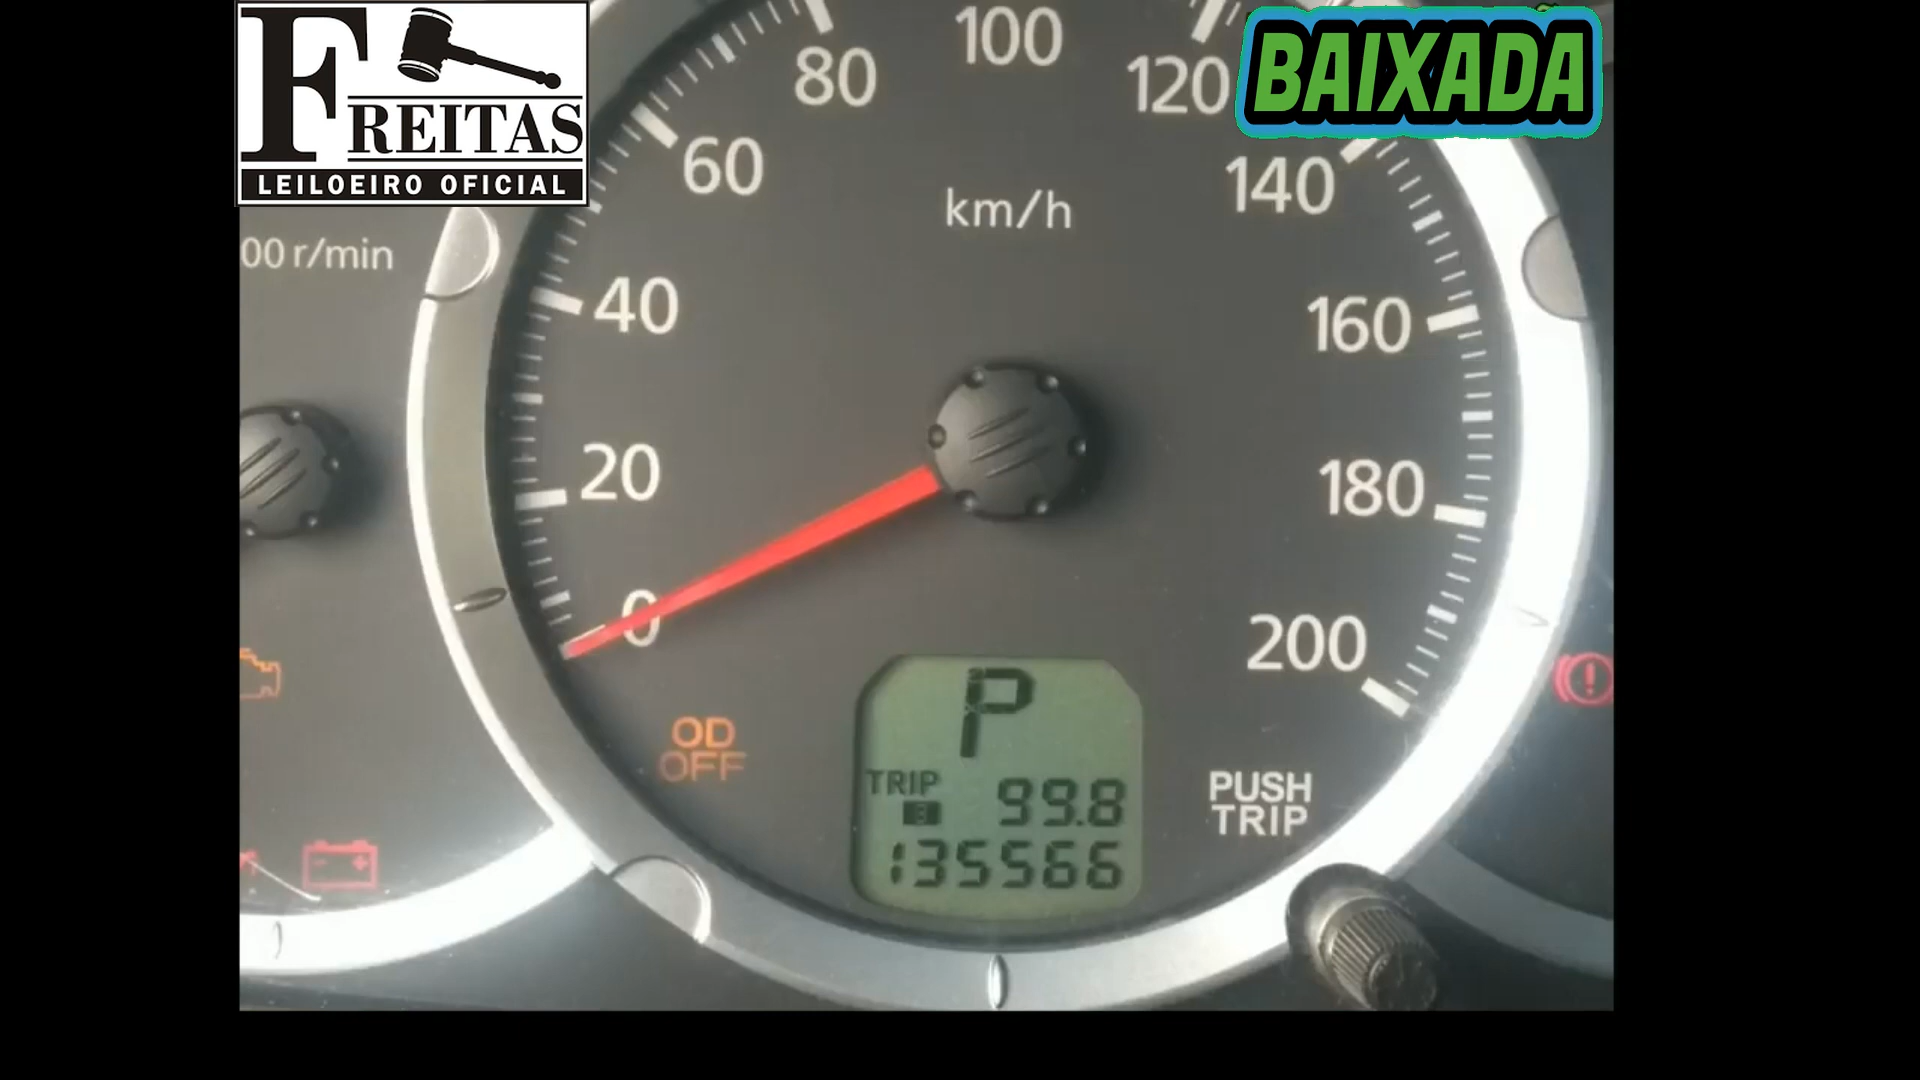 FREITAS
LEILOEIRO OFICIAL
BAIXADA
80
100
120
60
140
km/h
00 r/min
40
160
20
180
0
200
P
OD
OFF
TRIP
99.8
135566
PUSH
TRIP